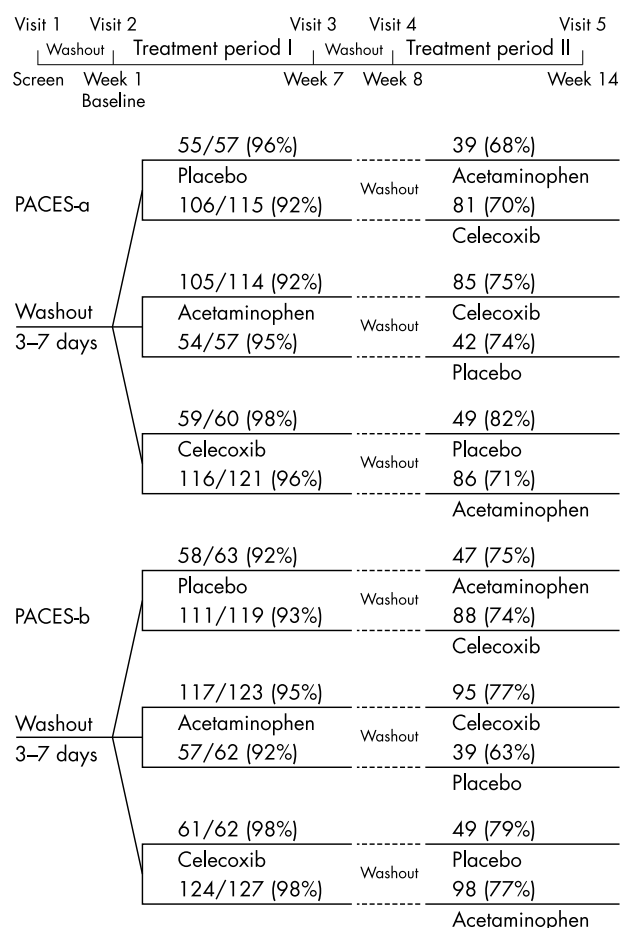 Visit 1 Visit 2 Visit 3 Visit 4 Visit 5
Washout Treatment period I Washout Treatment period II
Screen Week 1 Week 7 Week 8 Week 14
Baseline
55/57 (96%) 39 (68%)
Placebo Washout Acetaminophen
PACES-a 106/115 (92%) 81 (70%)
Celecoxib
105/114 (92%) 85 (75%)
Washout Acetaminophen Washout Celecoxib
3–7 days 54/57 (95%) 42 (74%)
Placebo
59/60 (98%) 49 (82%)
Celecoxib Washout Placebo
116/121 (96%) 86 (71%)
Acetaminophen
58/63 (92%) 47 (75%)
Placebo Washout Acetaminophen
PACES-b 111/119 (93%) 88 (74%)
Celecoxib
117/123 (95%) 95 (77%)
Washout Acetaminophen Washout Celecoxib
3–7 days 57/62 (92%) 39 (63%)
Placebo
61/62 (98%) 49 (79%)
Celecoxib Washout Placebo
124/127 (98%) 98 (77%)
Acetaminophen